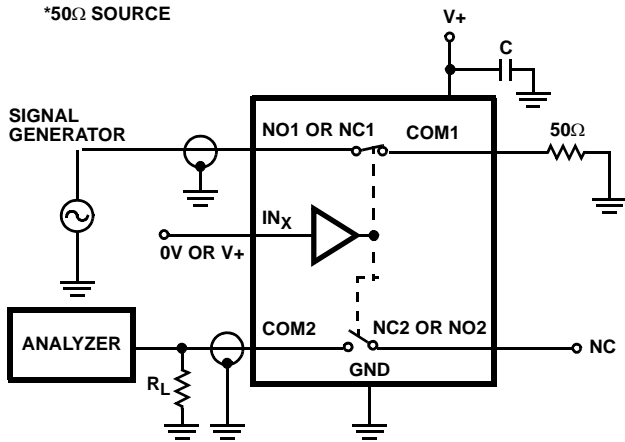 *50Ω SOURCE
V+
C
SIGNAL
GENERATOR
NO1 OR NC1
COM1
50Ω
INX
0V OR V+
ANALYZER
COM2
NC2 OR NO2
NC
RL
GND